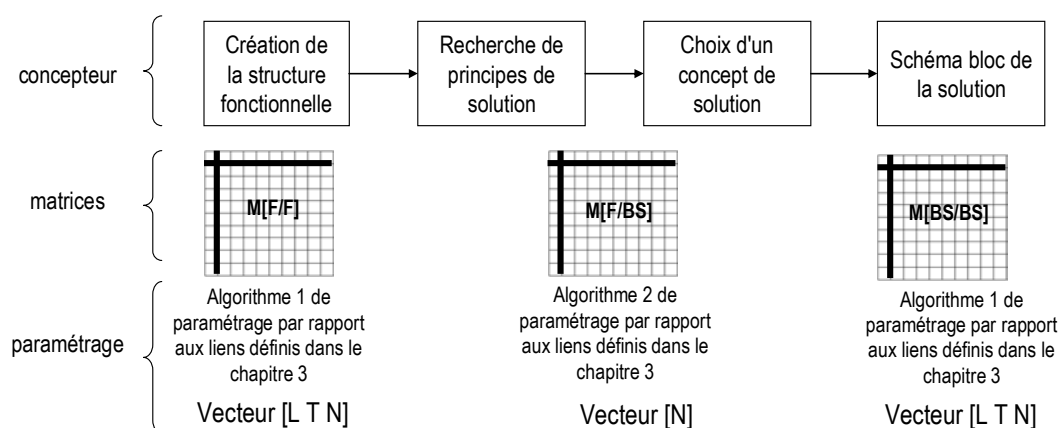 concepteur
Création de
la structure
fonctionnelle
Recherche de
principes de
solution
Choix d'un
concept de
solution
Schéma bloc de
la solution
matrices
M[F/F]
M[F/BS]
M[BS/BS]
paramétrage
Algorithme 1 de
paramétrage par rapport
aux liens définis dans le
chapitre 3
Vecteur [L T N]
Algorithme 2 de
paramétrage par rapport
aux liens définis dans le
chapitre 3
Vecteur [N]
Algorithme 1 de
paramétrage par rapport
aux liens définis dans le
chapitre 3
Vecteur [L T N]